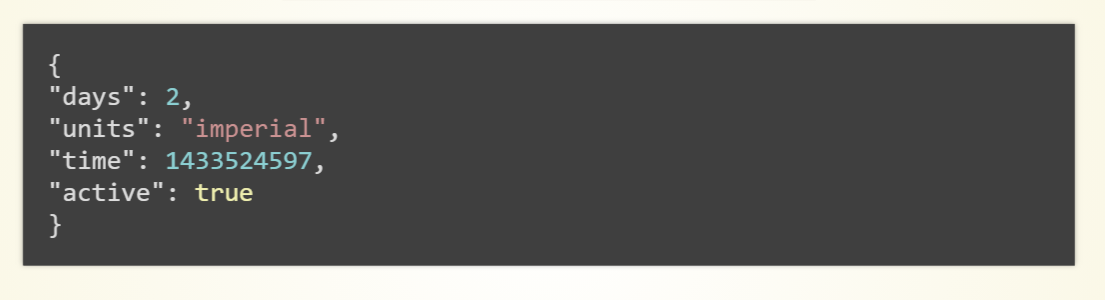 {
"days": 2,
"units": "imperial",
"time": 1433524597,
"active": true
}